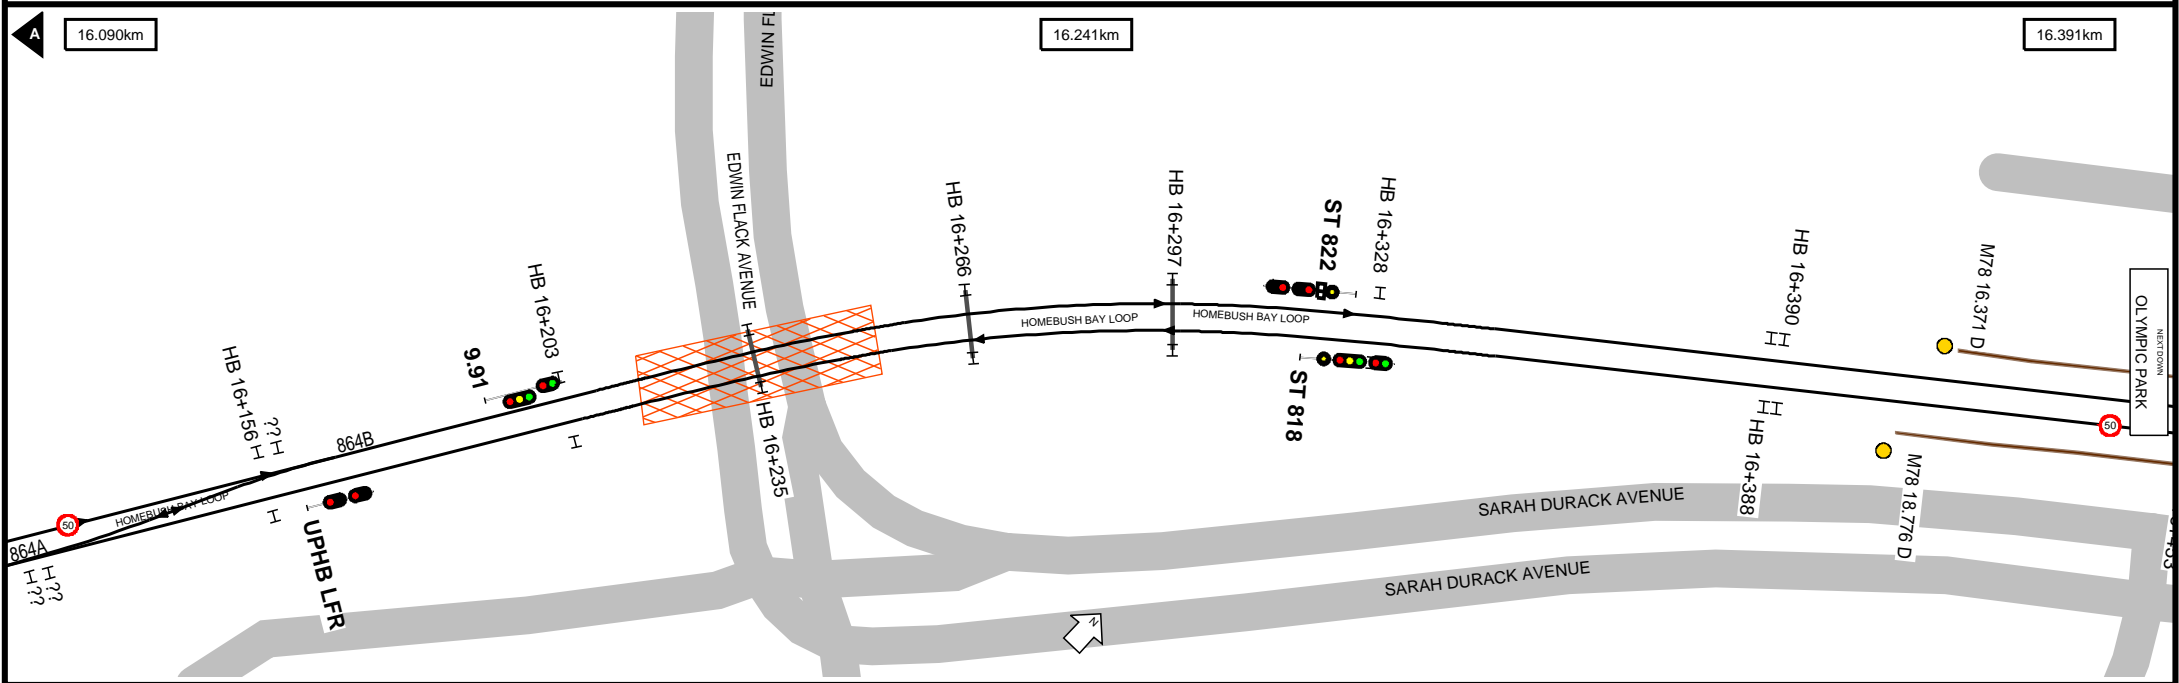 A
16.090km
16.241km
16.391km
EDWIN FL
EDWIN FLACK AVENUE
HB 16+156
??
9.91
HB 16+203
HB 16+235
HB 16+266
HB 16+297
ST 822
HB 16+328
HB 16+390
M78 16.371 D
NEXT DOWN
OLYMPIC PARK
HOMEBUSH BAY LOOP
HOMEBUSH BAY LOOP
864B
HOMEBUSH BAY LOOP
864A
50
50
??
??
UPHB LFR
ST 818
HB 16+388
M78 18.776 D
SARAH DURACK AVENUE
SARAH DURACK AVENUE
N